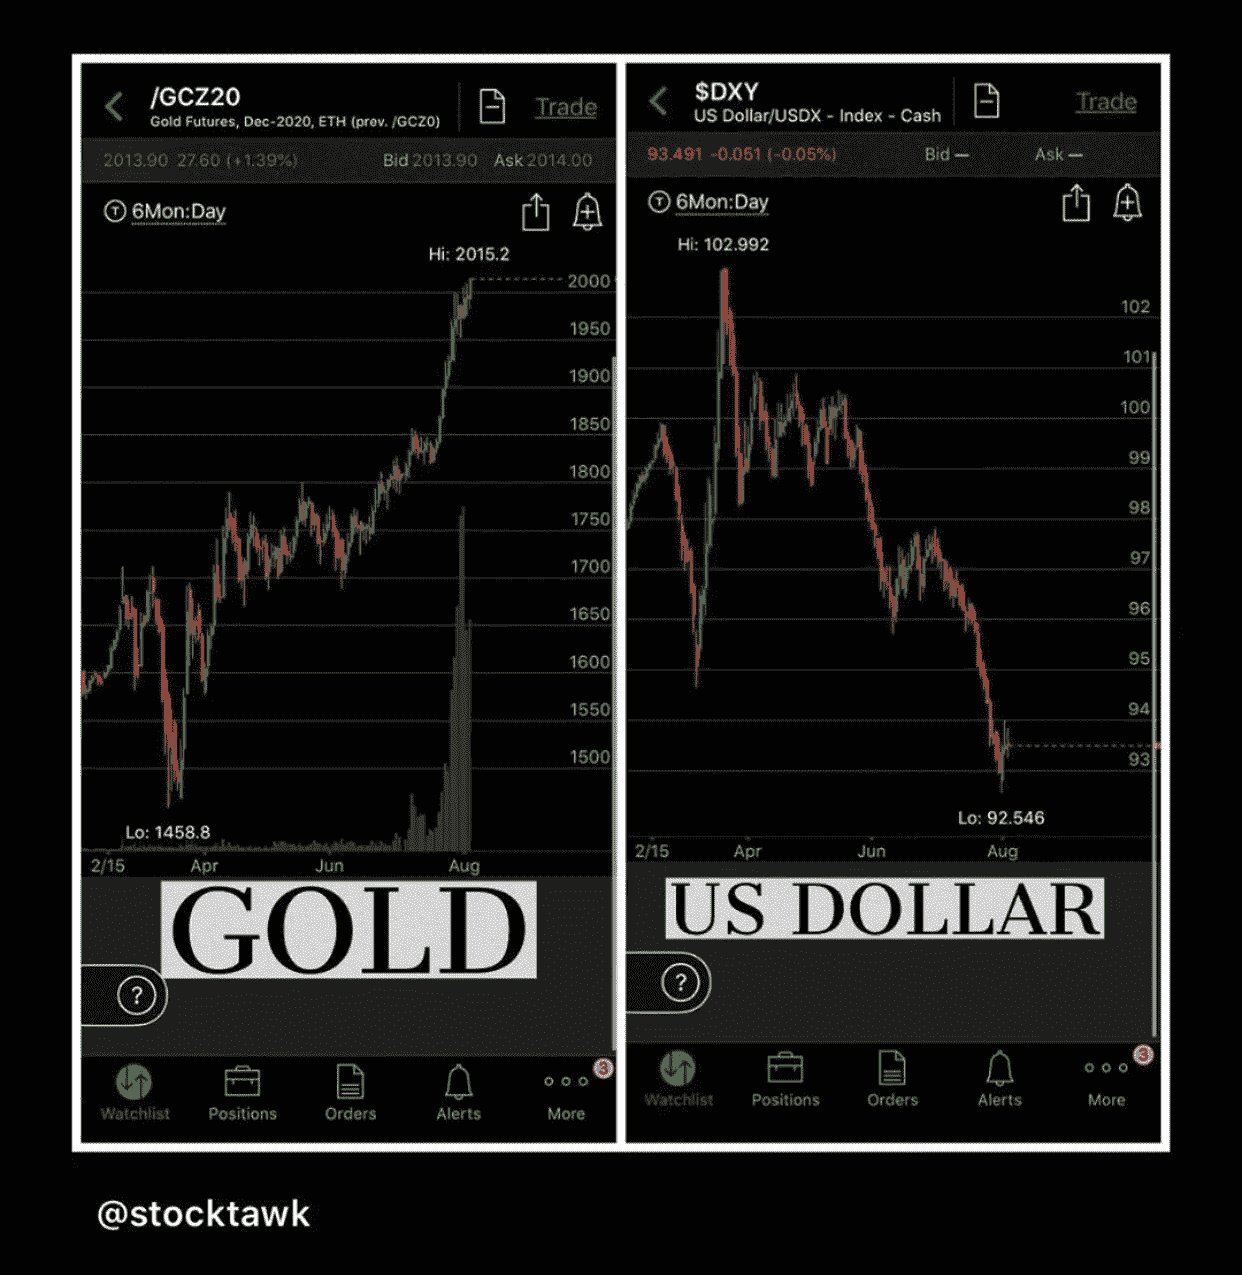 /GCZ20
Gold Futures, Dec-2020, ETH (prev. /GCZ0)
Trade
2013.90 27.60 (+1.39%) Bid 2013.90 Ask 2014.00
T 6Mon:Day
Hi: 2015.2
2000
1950
1900
1850
1800
1750
1700
1650
1600
1550
1500
Lo: 1458.8
2/15 Apr Jun Aug
GOLD
?
3
Watchlist Positions Orders Alerts More
$DXY
US Dollar/USDX - Index - Cash
Trade
93.491 -0.051 (-0.05%) Bid — Ask —
T 6Mon:Day
Hi: 102.992
102
101
100
99
98
97
96
95
94
93
Lo: 92.546
2/15 Apr Jun Aug
US DOLLAR
?
3
Watchlist Positions Orders Alerts More
@stocktawk